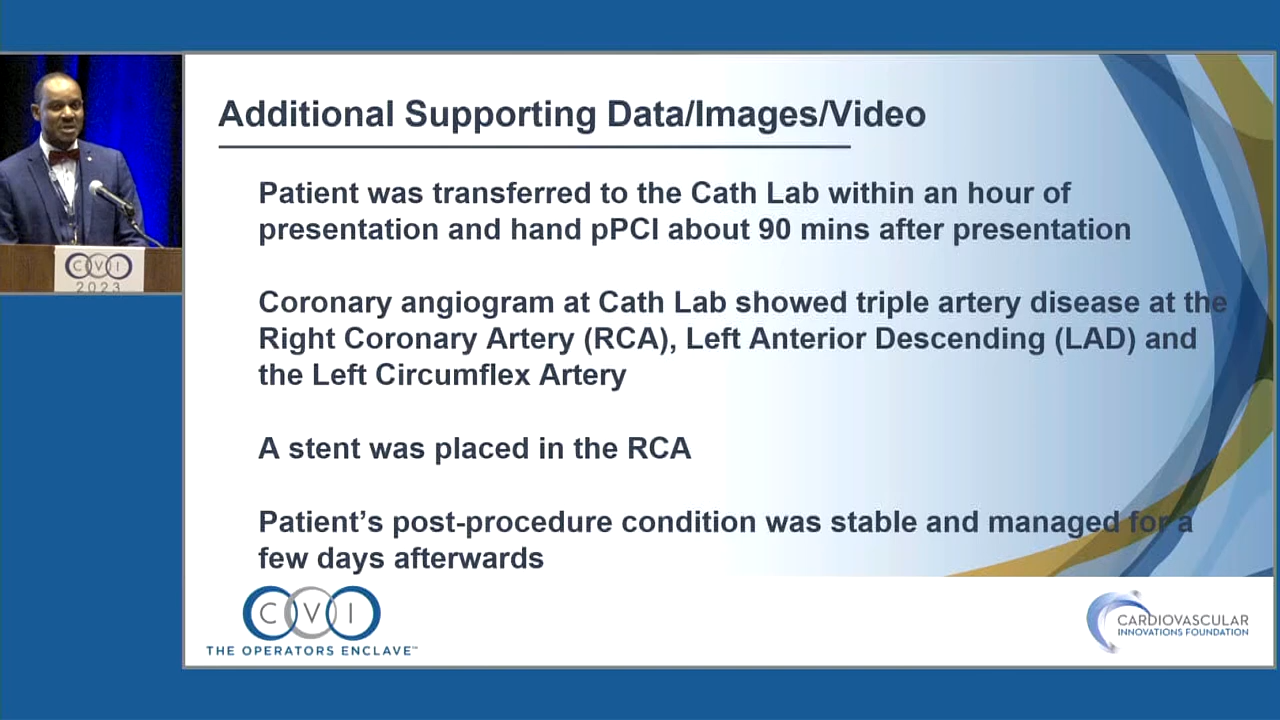 Additional Supporting Data/Images/Video
Patient was transferred to the Cath Lab within an hour of
presentation and hand pPCI about 90 mins after presentation
Coronary angiogram at Cath Lab showed triple artery disease at the
Right Coronary Artery (RCA), Left Anterior Descending (LAD) and
the Left Circumflex Artery
A stent was placed in the RCA
Patient’s post-procedure condition was stable and managed for a
few days afterwards
CVI
2023
CVI
THE OPERATORS ENCLAVE™
CARDIOVASCULAR
INNOVATIONS FOUNDATION